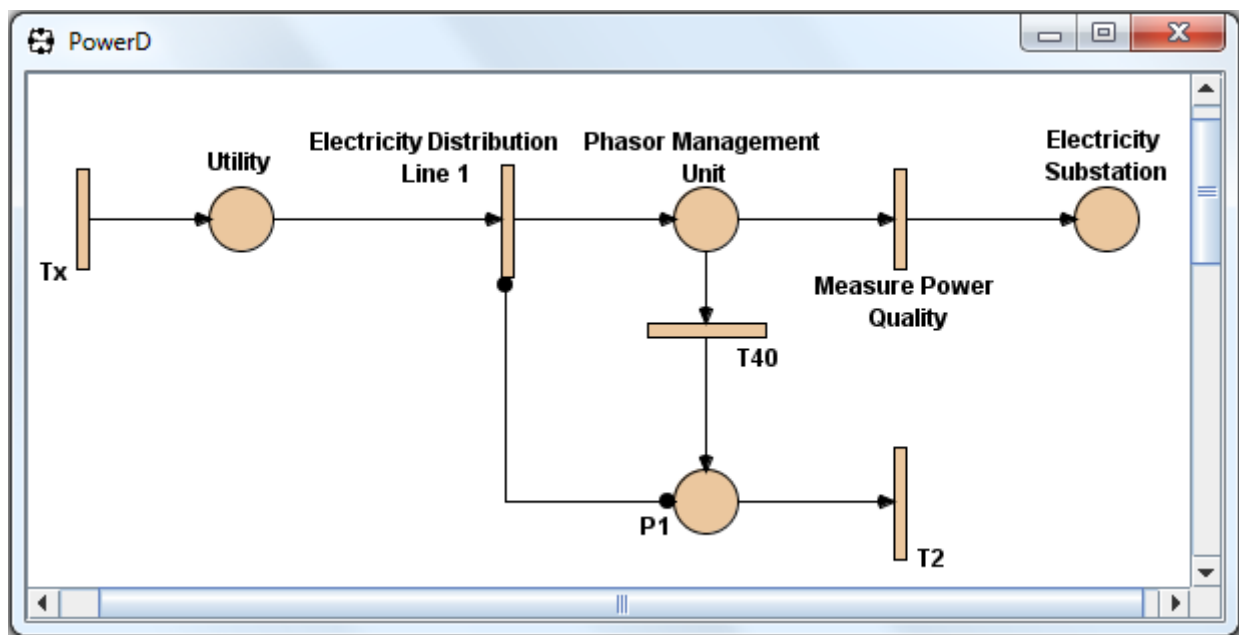 PowerD
Electricity Distribution
Line 1
Phasor Management
Unit
Electricity
Substation
Utility
Tx
Measure Power
Quality
T40
P1
T2